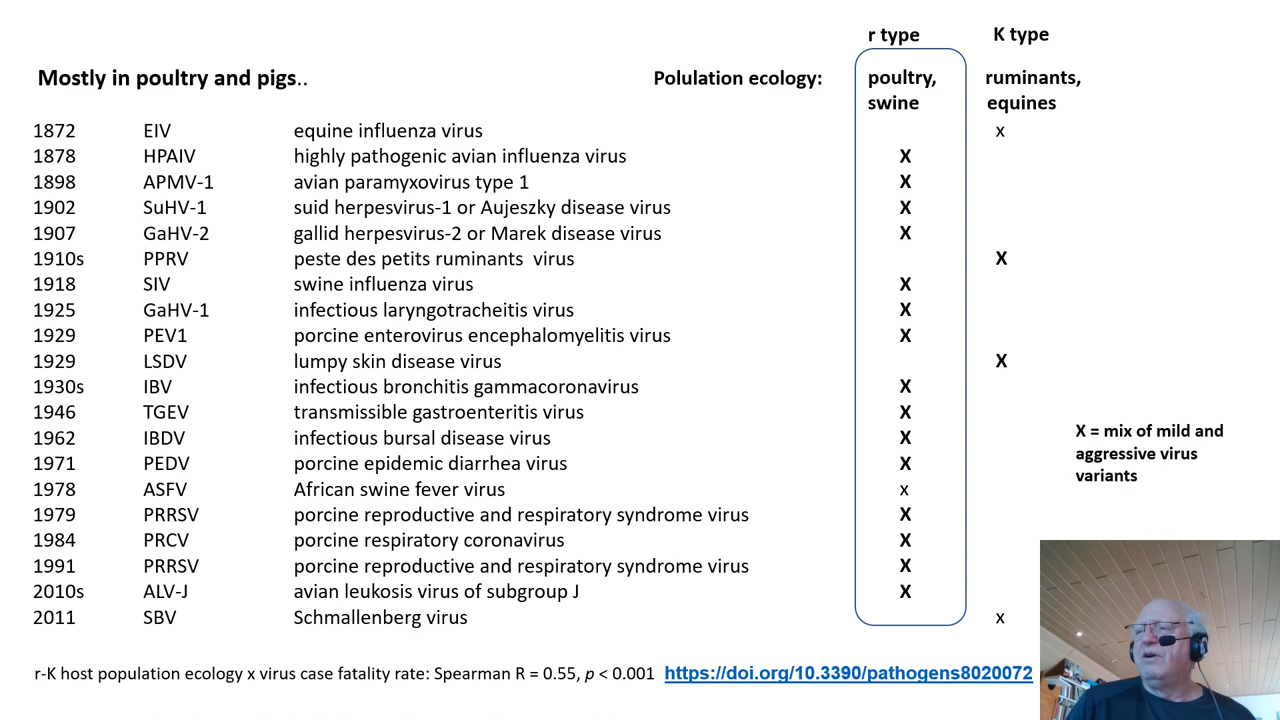 r type K type
Mostly in poultry and pigs.. Polulation ecology: poultry, ruminants,
swine equines
1872 EIV equine influenza virus x
1878 HPAIV highly pathogenic avian influenza virus X
1898 APMV-1 avian paramyxovirus type 1 X
1902 SuHV-1 suid herpesvirus-1 or Aujeszky disease virus X
1907 GaHV-2 gallid herpesvirus-2 or Marek disease virus X
1910s PPRV peste des petits ruminants virus X
1918 SIV swine influenza virus X
1925 GaHV-1 infectious laryngotracheitis virus X
1929 PEV1 porcine enterovirus encephalomyelitis virus X
1929 LSDV lumpy skin disease virus X
1930s IBV infectious bronchitis gammacoronavirus X
1946 TGEV transmissible gastroenteritis virus X
1962 IBDV infectious bursal disease virus X
1971 PEDV porcine epidemic diarrhea virus X
1978 ASFV African swine fever virus x
1979 PRRSV porcine reproductive and respiratory syndrome virus X
1984 PRCV porcine respiratory coronavirus X
1991 PRRSV porcine reproductive and respiratory syndrome virus X
2010s ALV-J avian leukosis virus of subgroup J X
2011 SBV Schmallenberg virus x
X = mix of mild and
aggressive virus
variants
r-K host population ecology x virus case fatality rate: Spearman R = 0.55, p < 0.001 https://doi.org/10.3390/pathogens8020072